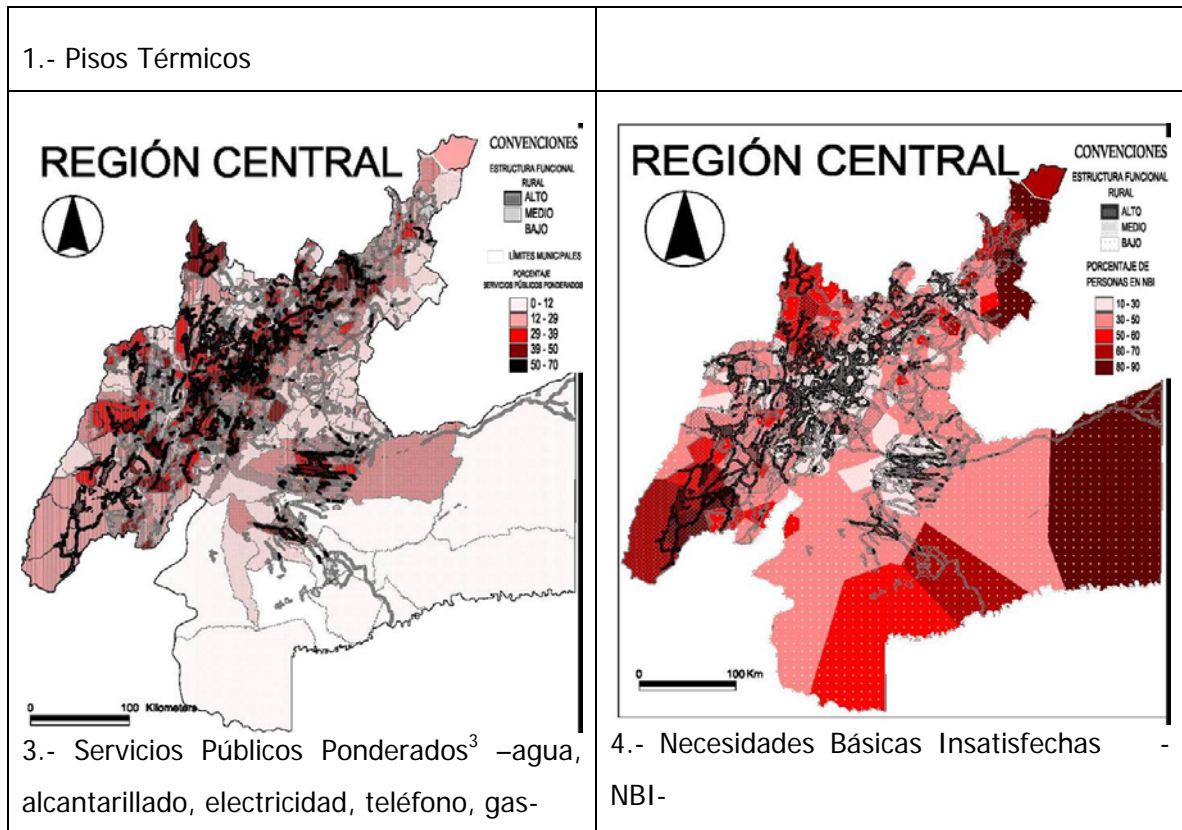 1.- Pisos Térmicos
REGIÓN CENTRAL
CONVENCIONES
ESTRUCTURA FUNCIONAL
RURAL
ALTO
MEDIO
BAJO
LÍMITES MUNICIPALES
PORCENTAJE
SERVICIOS PÚBLICOS PONDERADOS
0 - 12
12 - 29
29 - 39
39 - 50
50 - 70
0 100 Kilometers
3.- Servicios Públicos Ponderados3 –agua,
alcantarillado, electricidad, teléfono, gas-
REGIÓN CENTRAL
CONVENCIONES
ESTRUCTURA FUNCIONAL
RURAL
ALTO
MEDIO
BAJO
PORCENTAJE DE
PERSONAS EN NBI
10 - 30
30 - 50
50 - 60
60 - 70
80 - 90
0 100 Km
4.- Necesidades Básicas Insatisfechas -
NBI-